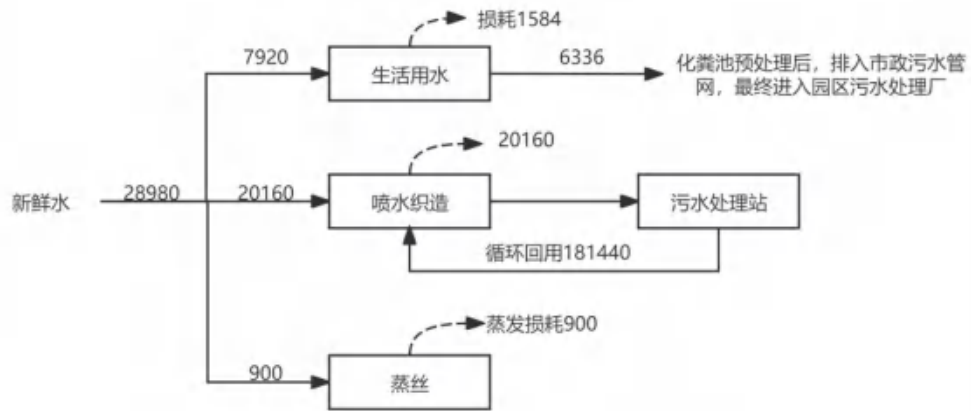 损耗1584
7920
生活用水
6336
化粪池预处理后，排入市政污水管
网，最终进入园区污水处理厂
20160
新鲜水
28980
20160
喷水织造
污水处理站
循环回用181440
蒸发损耗900
900
蒸丝